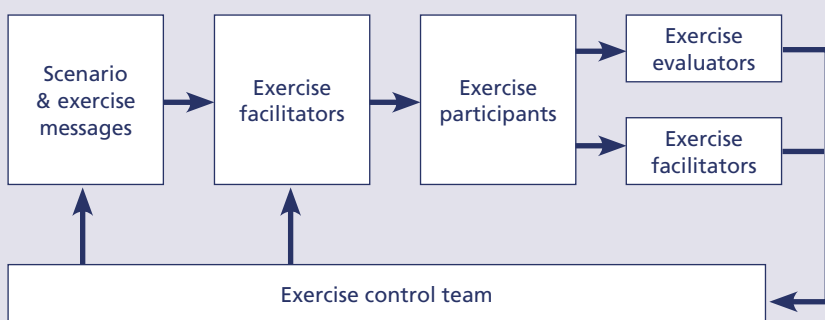 Scenario
& exercise
messages
Exercise
facilitators
Exercise
participants
Exercise
evaluators
Exercise
facilitators
Exercise control team